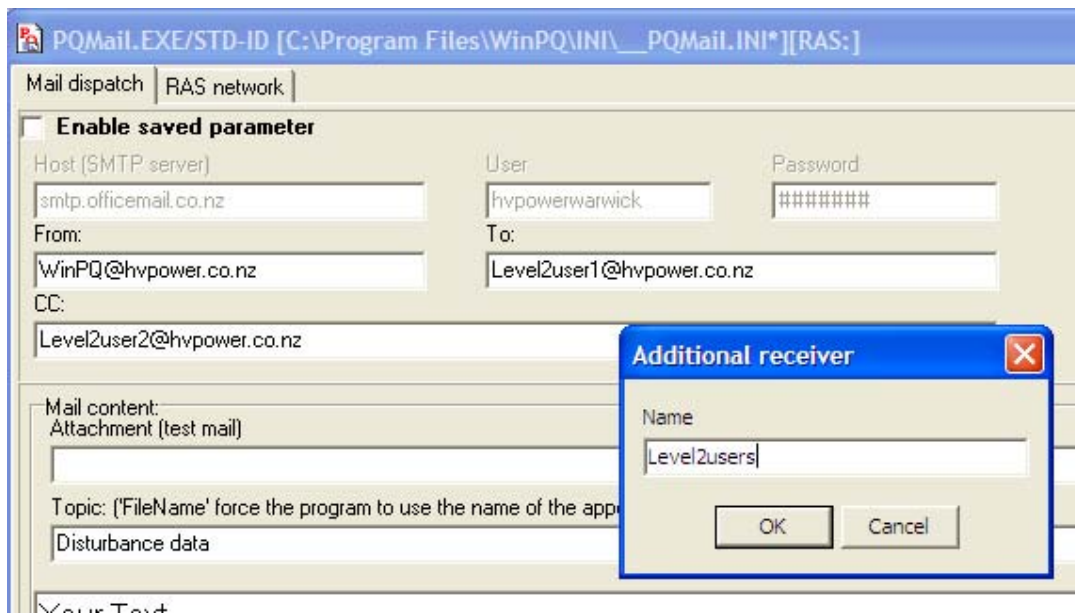 PQMail.EXE/STD-ID [C:\Program Files\WinPQ\INI\__PQMail.INI*][RAS:]
Mail dispatch RAS network
Enable saved parameter
Host (SMTP server) User Password
smtp.officemail.co.nz hvpowerwarwick #######
From: To:
WinPQ@hvpower.co.nz Level2user1@hvpower.co.nz
CC:
Level2user2@hvpower.co.nz
Additional receiver
Name
Level2users
OK Cancel
Mail content:
Attachment (test mail)
Topic: ('FileName' force the program to use the name of the appe
Disturbance data
Your Text